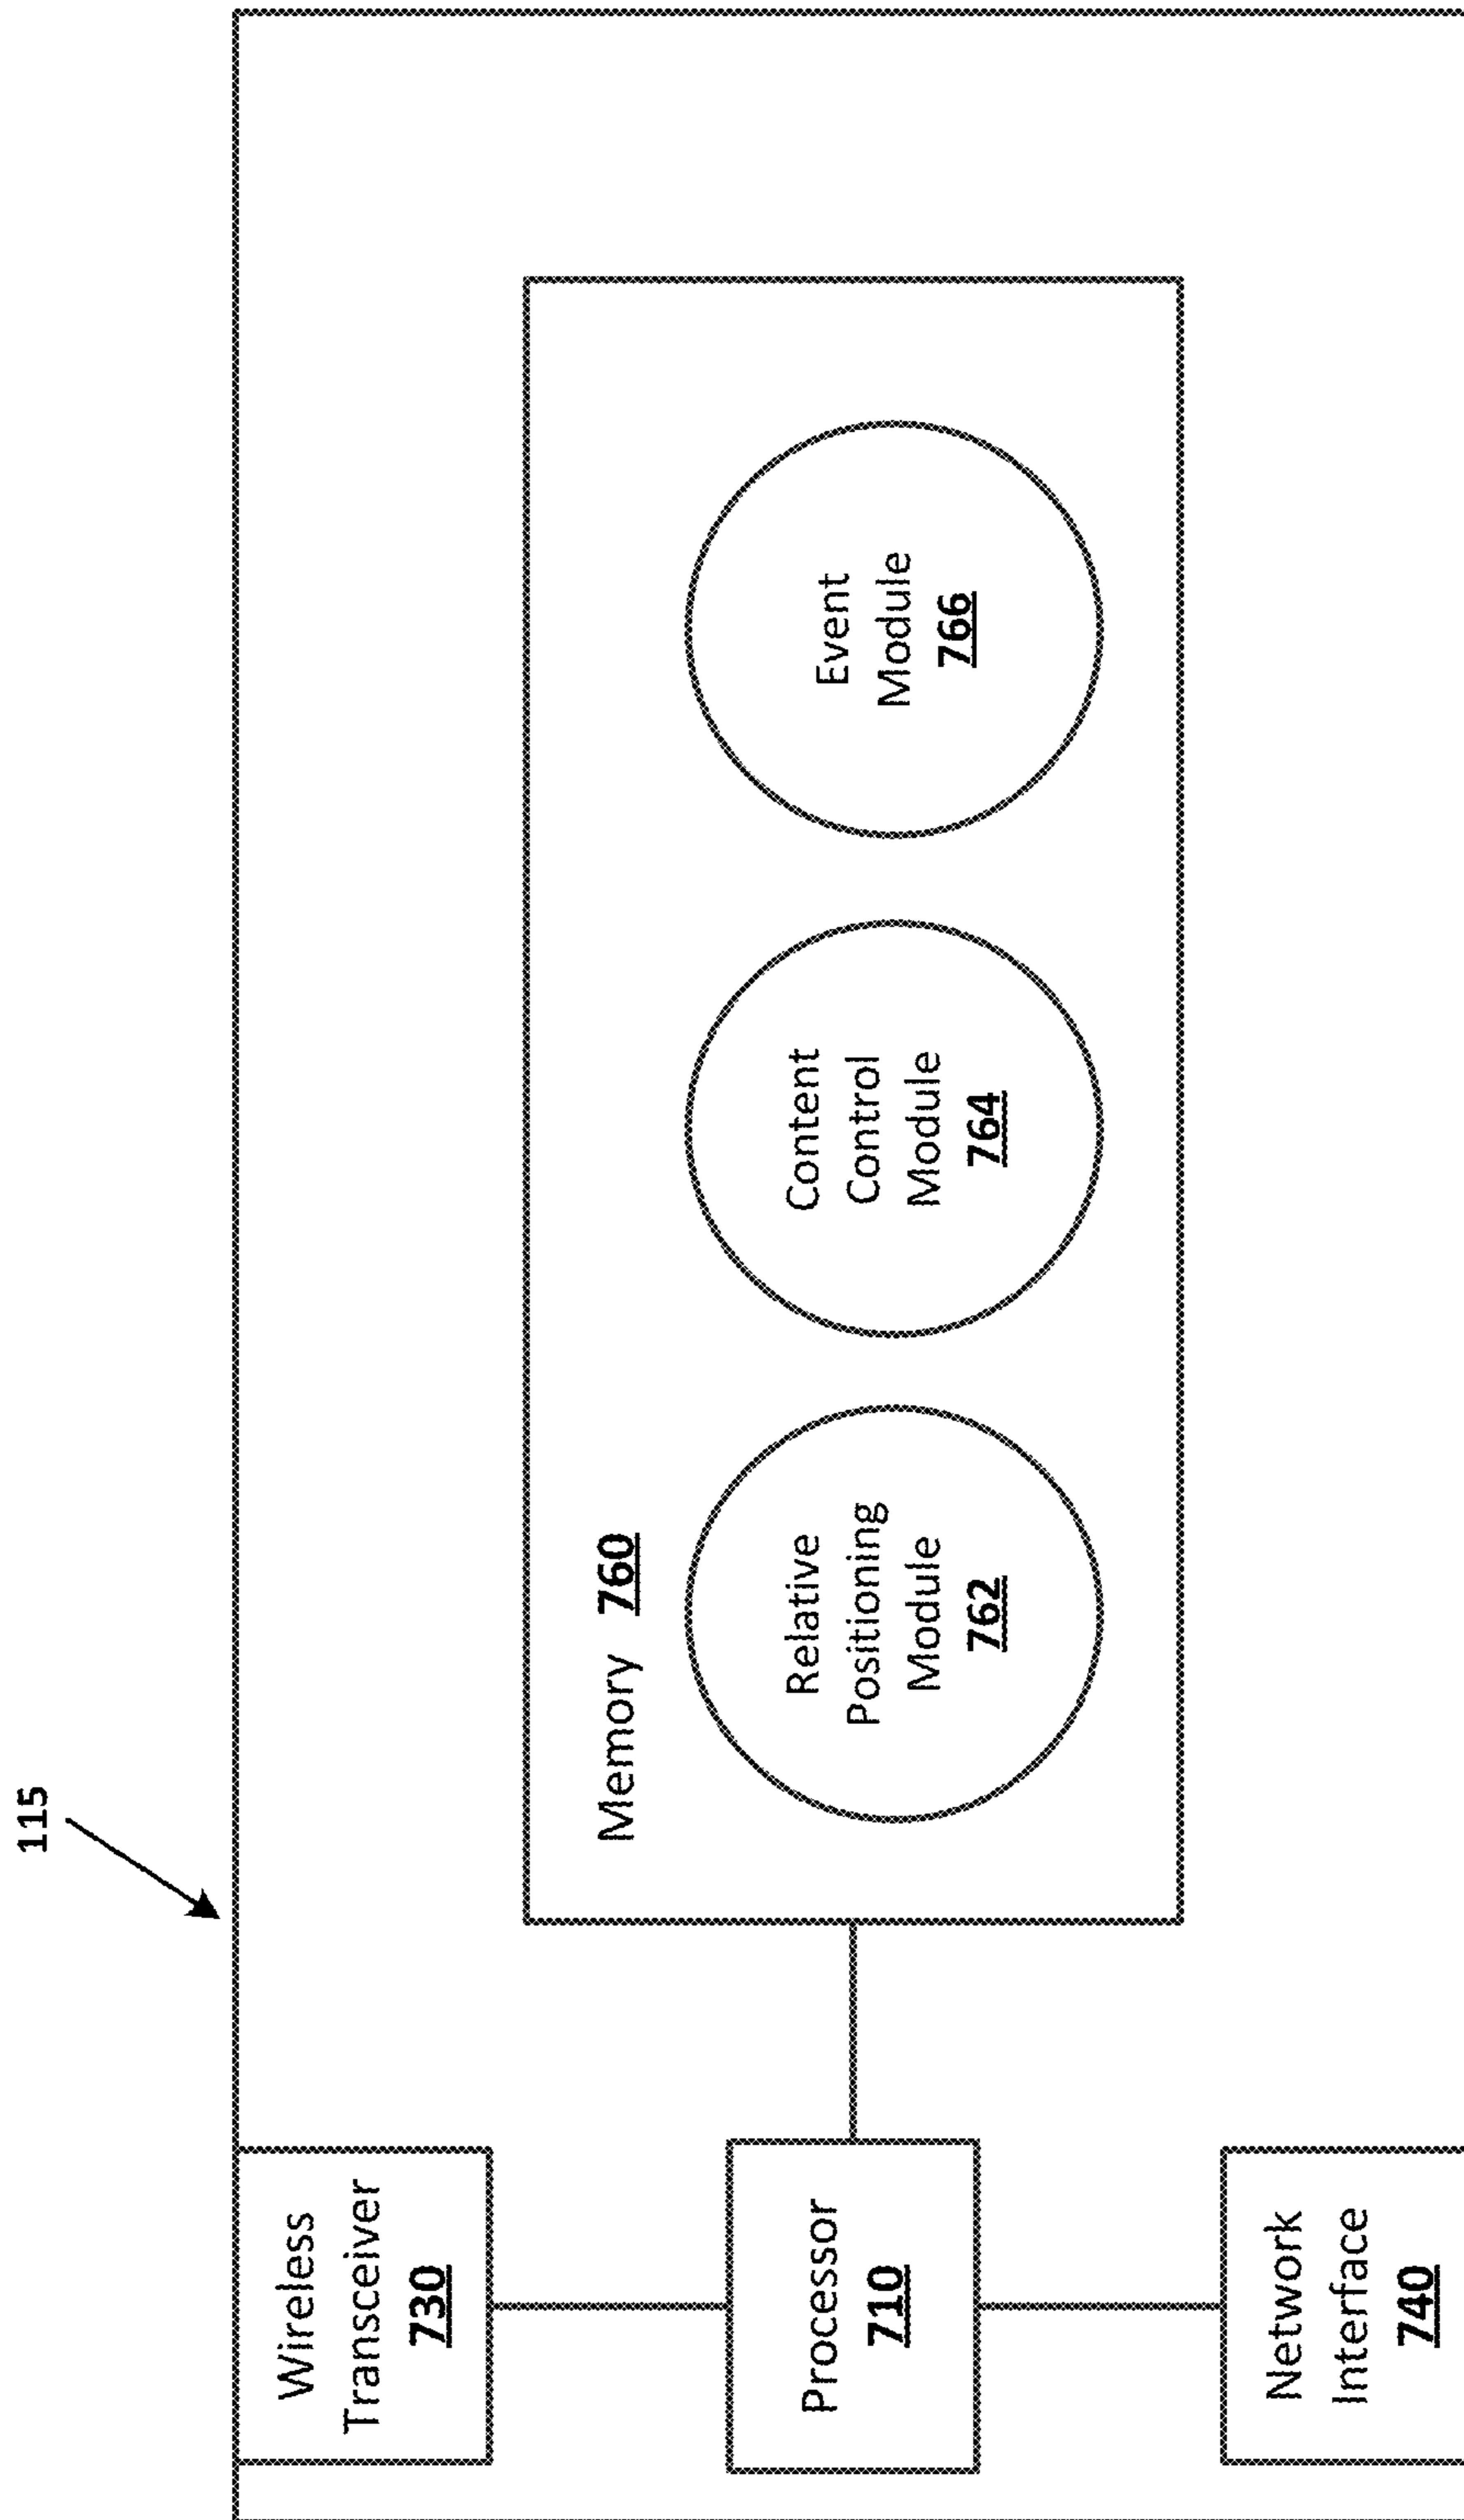 115
Wireless
Transceiver
730
Processor
710
Network
Interface
740
Memory 760
Relative
Positioning
Module
762
Content
Control
Module
764
Event
Module
766